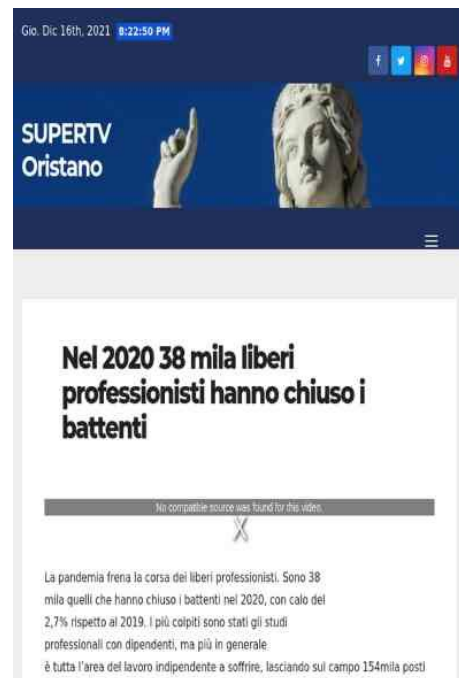 Gio. Dic 16th, 2021 8:22:50 PM
SUPERTV
Oristano
Nel 2020 38 mila liberi
professionisti hanno chiuso i
battenti
No compatible source was found for this video.
La pandemia frena la corsa dei liberi professionisti. Sono 38
mila quelli che hanno chiuso i battenti nel 2020, con calo del
2,7% rispetto al 2019. I più colpiti sono stati gli studi
professionali con dipendenti, ma più in generale
è tutta l'area del lavoro indipendente a soffrire, lasciando sul campo 154mila posti